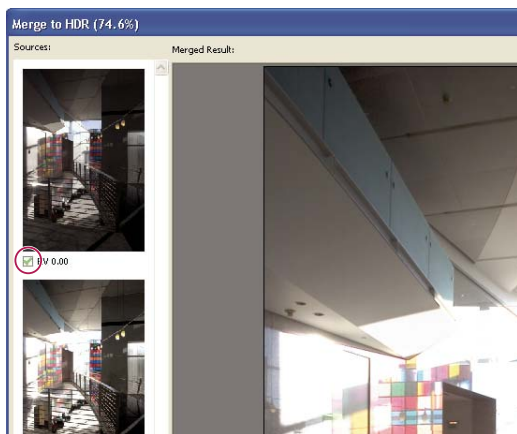 Merge to HDR (74.6%)
Sources:
Merged Result:
EV 0.00